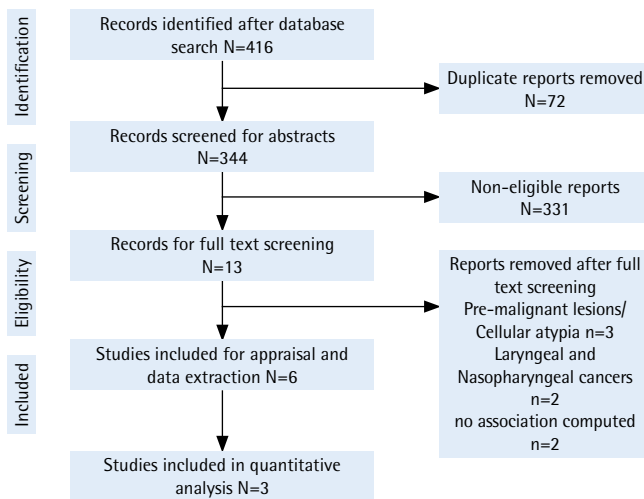 Identification
Records identified after database
search N=416
Duplicate reports removed
N=72
Screening
Records screened for abstracts
N=344
Non-eligible reports
N=331
Eligibility
Records for full text screening
N=13
Reports removed after full
text screening
Pre-malignant lesions/
Cellular atypia n=3
Laryngeal and
Nasopharyngeal cancers
n=2
no association computed
n=2
Included
Studies included for appraisal and
data extraction N=6
Studies included in quantitative
analysis N=3